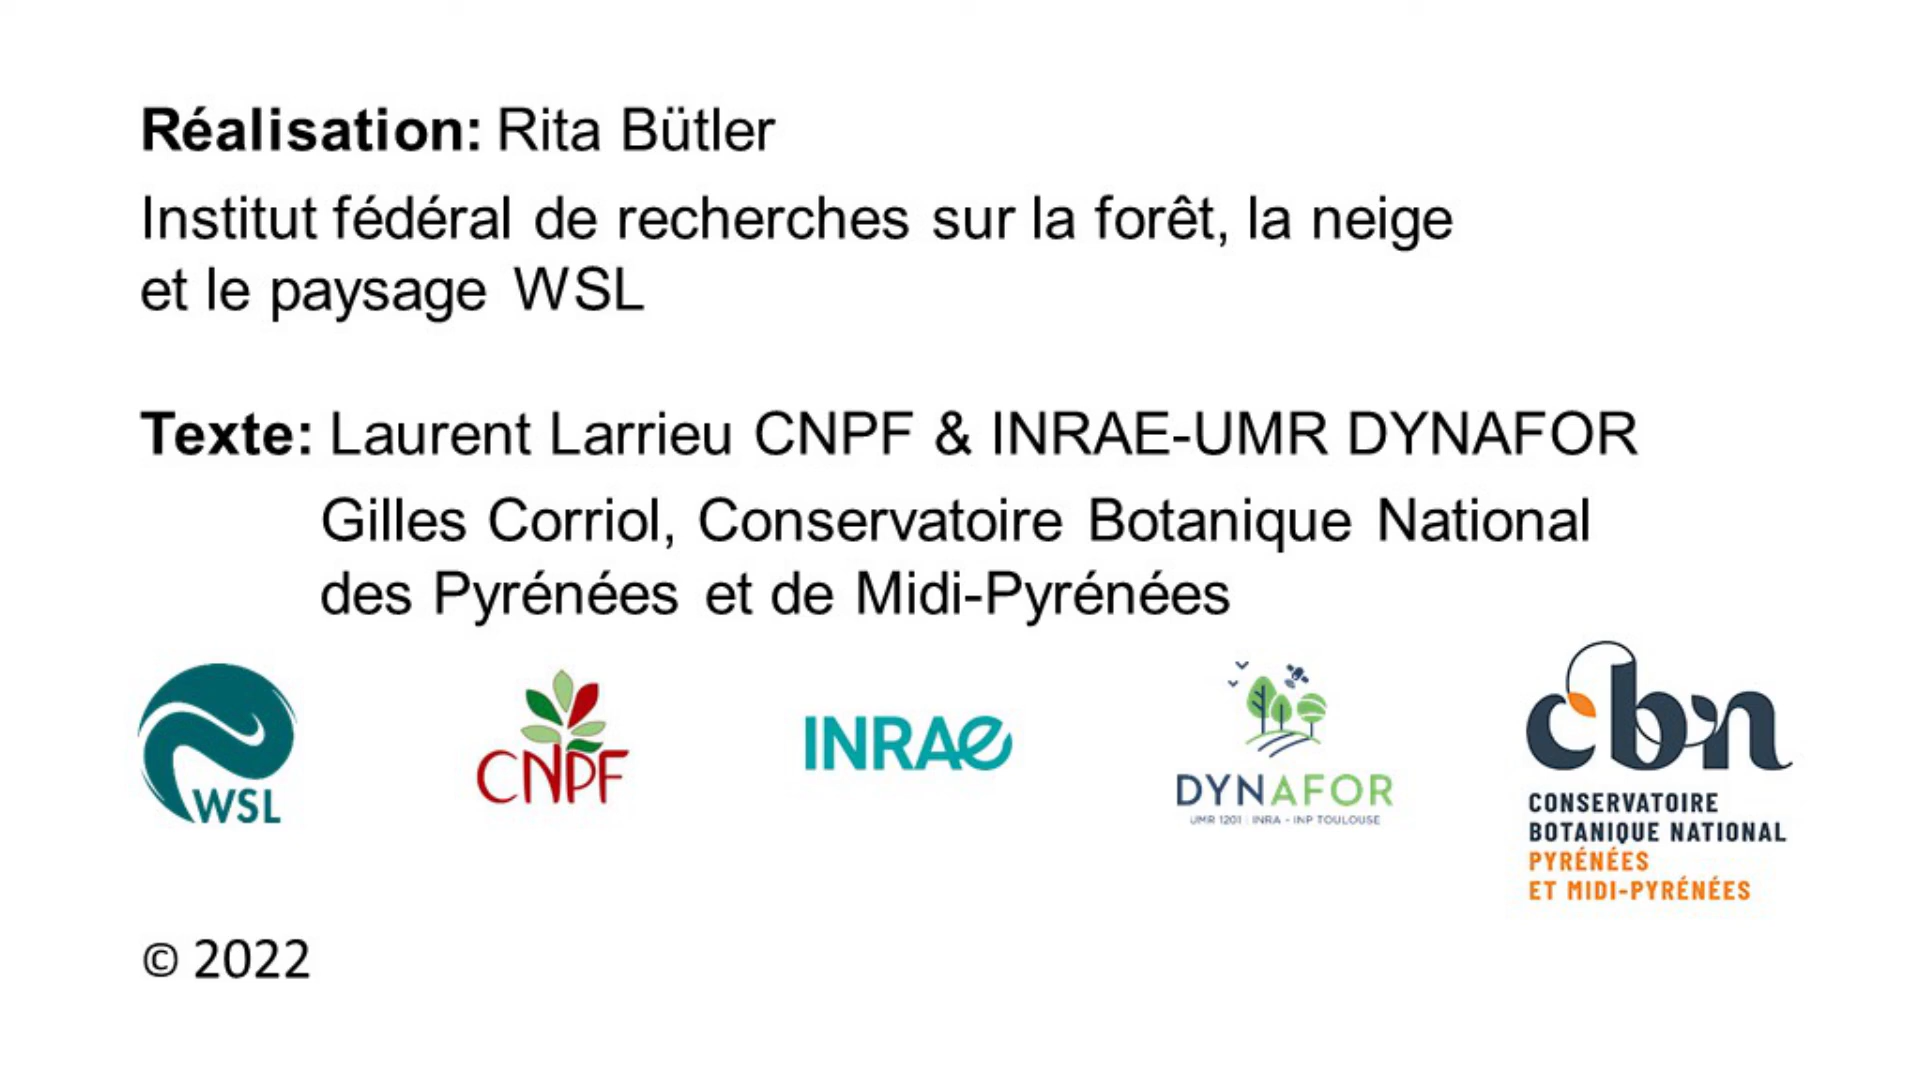 Réalisation: Rita Bütler
Institut fédéral de recherches sur la forêt, la neige
et le paysage WSL
Texte: Laurent Larrieu CNPF & INRAE-UMR DYNAFOR
Gilles Corriol, Conservatoire Botanique National
des Pyrénées et de Midi-Pyrénées
WSL
CNPF
INRAE
DYNAFOR
UMR 1201 | INRA - INP TOULOUSE
cbn
CONSERVATOIRE
BOTANIQUE NATIONAL
PYRÉNÉES
ET MIDI-PYRÉNÉES
© 2022